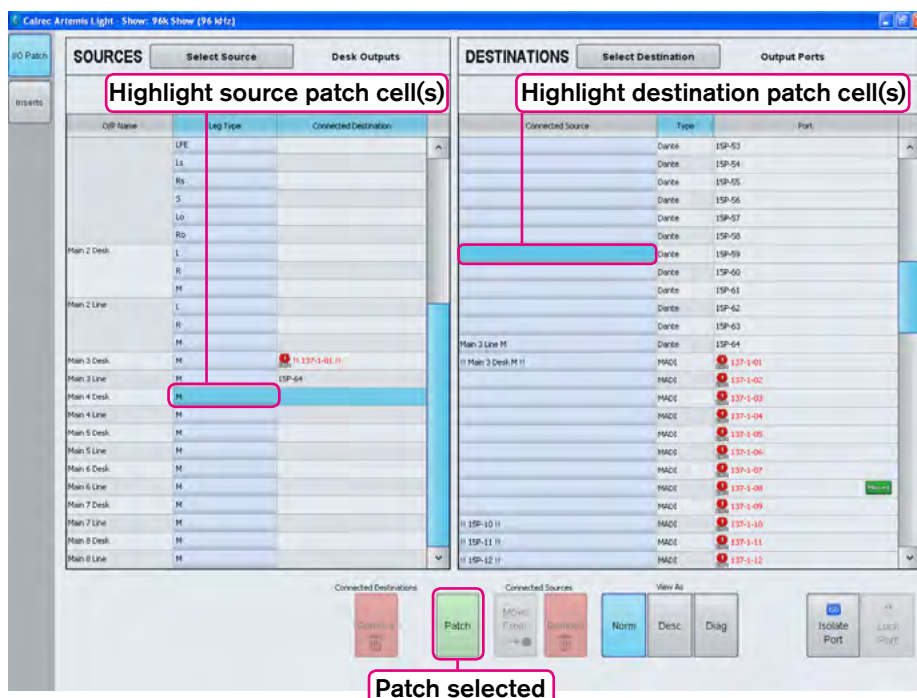 Calrec Artemis Light - Show: 96k Show (96 kHz)
I/O Patch
Inserts
SOURCES Select Source Desk Outputs
Highlight source patch cell(s)
O/P Name Leg Type Connected Destination
LFE
Ls
Rs
S
Lo
Ro
Main 2 Desk L
R
M
Main 2 Line L
R
M
Main 3 Desk M !! 137-1-01 !!
Main 3 Line M 15P-64
Main 4 Desk M
Main 4 Line M
Main 5 Desk M
Main 5 Line M
Main 6 Desk M
Main 6 Line M
Main 7 Desk M
Main 7 Line M
Main 8 Desk M
Main 8 Line M
DESTINATIONS Select Destination Output Ports
Highlight destination patch cell(s)
Connected Source Type Port
Dante 15P-53
Dante 15P-54
Dante 15P-55
Dante 15P-56
Dante 15P-57
Dante 15P-58
Dante 15P-59
Dante 15P-60
Dante 15P-61
Dante 15P-62
Dante 15P-63
Main 3 Line M Dante 15P-64
!! Main 3 Desk M !! MADI 137-1-01
MADI 137-1-02
MADI 137-1-03
MADI 137-1-04
MADI 137-1-05
MADI 137-1-06
MADI 137-1-07
MADI 137-1-08
MADI 137-1-09
!! 15P-10 !! MADI 137-1-10
!! 15P-11 !! MADI 137-1-11
!! 15P-12 !! MADI 137-1-12
Connected Destinations Connected Sources View As
Remove
Patch
Move From
Remove
Norm
Desc
Diag
ISO
Isolate Port
Lock Port
Patch selected